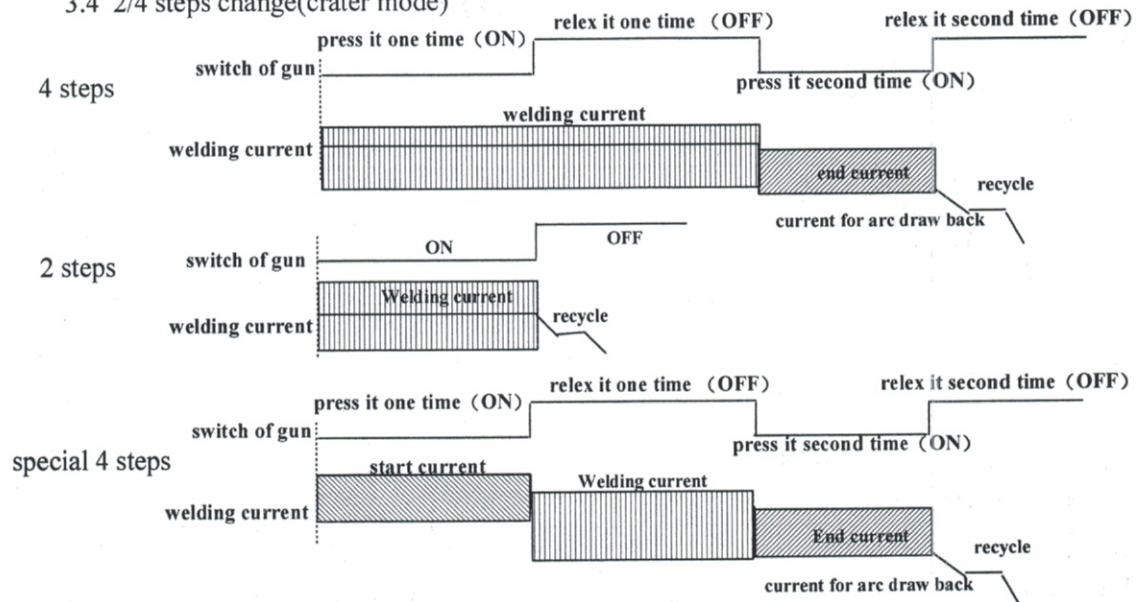 3.4 2/4 steps change(crater mode)
relex it one time (OFF)
relex it second time (OFF)
press it one time (ON)
switch of gun
press it second time (ON)
4 steps
welding current
welding current
end current
recycle
current for arc draw back
ON
OFF
switch of gun
2 steps
Welding current
recycle
welding current
relex it one time (OFF)
relex it second time (OFF)
press it one time (ON)
switch of gun
press it second time (ON)
special 4 steps
start current
Welding current
welding current
End current
recycle
current for arc draw back